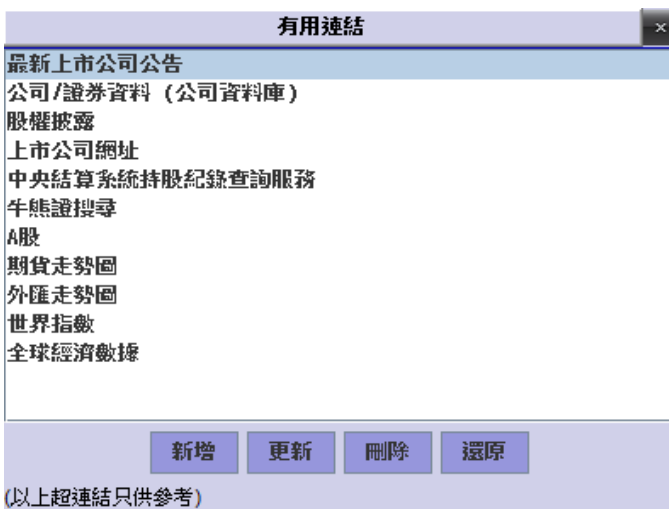 有用連結
最新上市公司公告
公司/證券資料 (公司資料庫)
股權披露
上市公司網址
中央結算系統持股紀錄查詢服務
牛熊證搜尋
A股
期貨走勢圖
外匯走勢圖
世界指數
全球經濟數據
新增 更新 刪除 還原
(以上超連結只供參考)